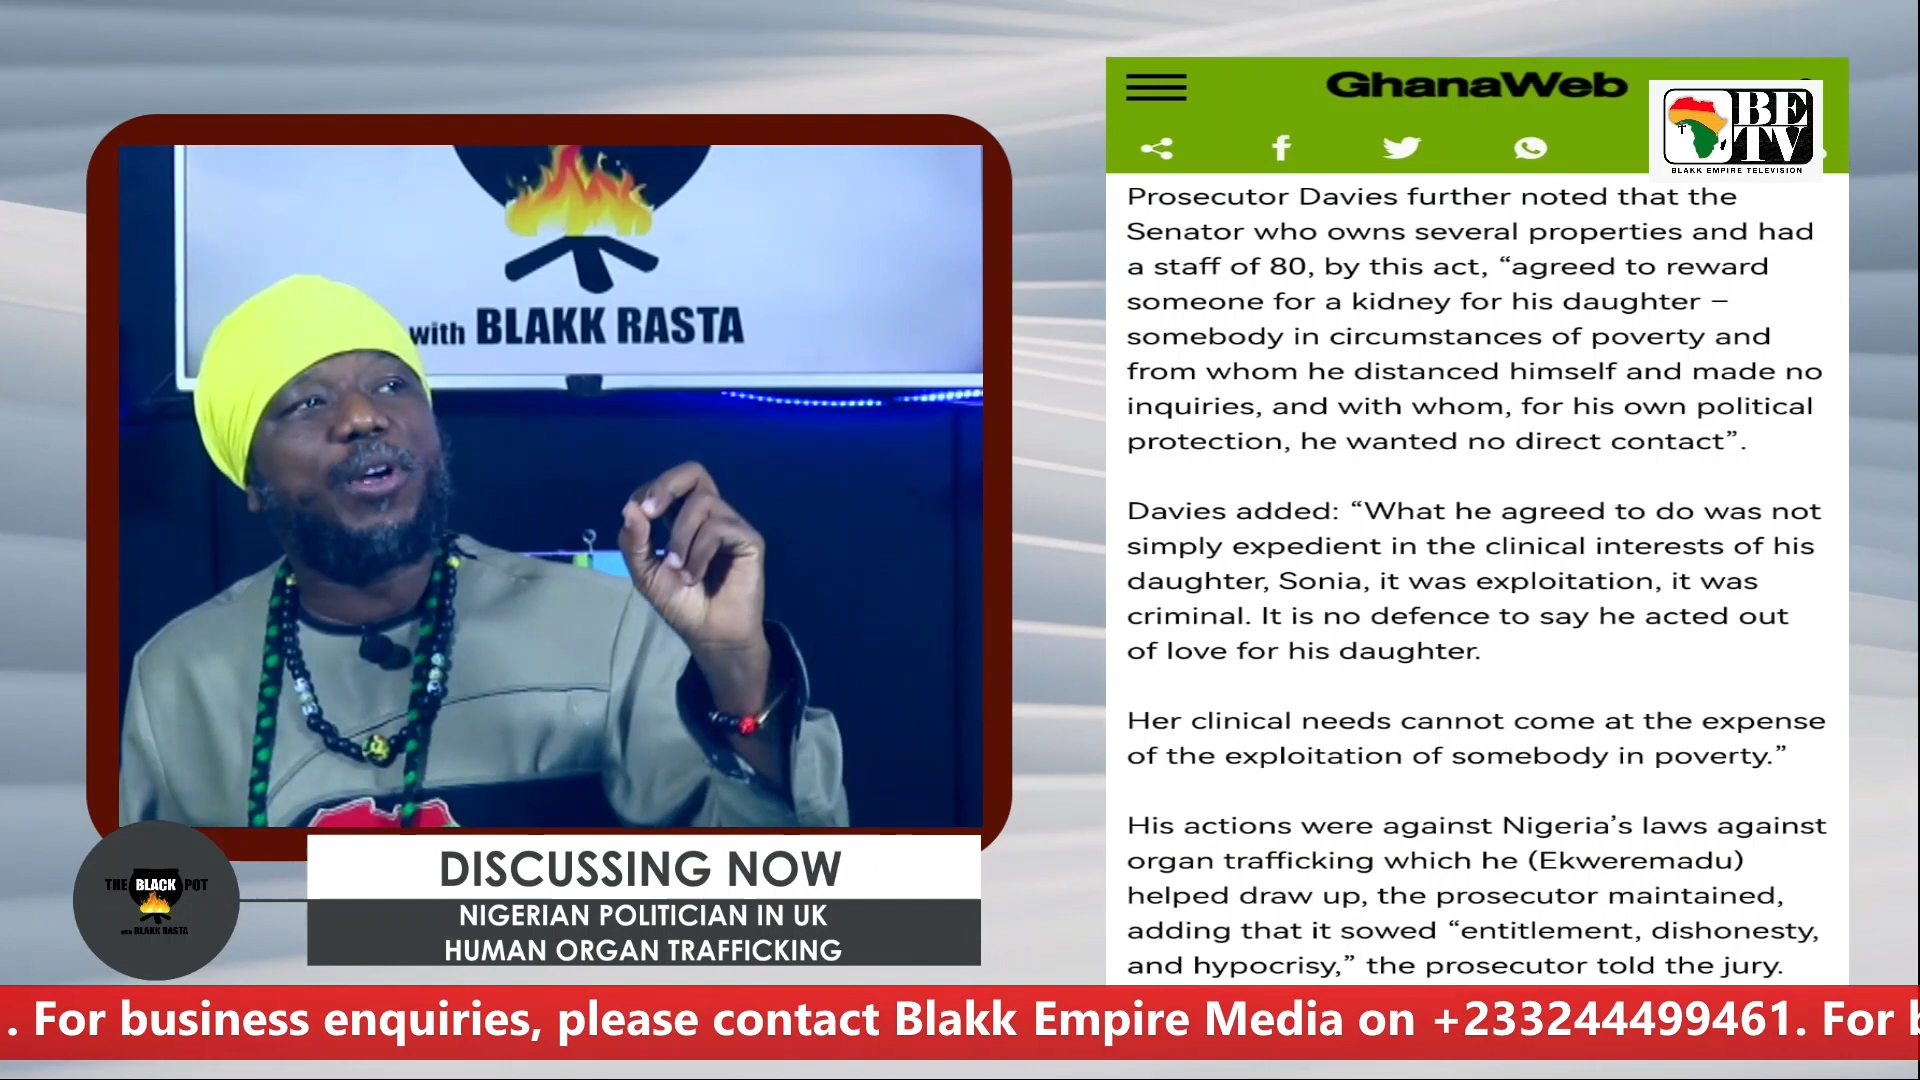 with BLAKK RASTA
THE BLACK POT
with BLAKK RASTA
DISCUSSING NOW
NIGERIAN POLITICIAN IN UK
HUMAN ORGAN TRAFFICKING
GhanaWeb
BE
TV
BLAKK EMPIRE TELEVISION
Prosecutor Davies further noted that the
Senator who owns several properties and had
a staff of 80, by this act, “agreed to reward
someone for a kidney for his daughter –
somebody in circumstances of poverty and
from whom he distanced himself and made no
inquiries, and with whom, for his own political
protection, he wanted no direct contact”.
Davies added: “What he agreed to do was not
simply expedient in the clinical interests of his
daughter, Sonia, it was exploitation, it was
criminal. It is no defence to say he acted out
of love for his daughter.
Her clinical needs cannot come at the expense
of the exploitation of somebody in poverty.”
His actions were against Nigeria’s laws against
organ trafficking which he (Ekweremadu)
helped draw up, the prosecutor maintained,
adding that it sowed “entitlement, dishonesty,
and hypocrisy,” the prosecutor told the jury.
. For business enquiries, please contact Blakk Empire Media on +233244499461. For b